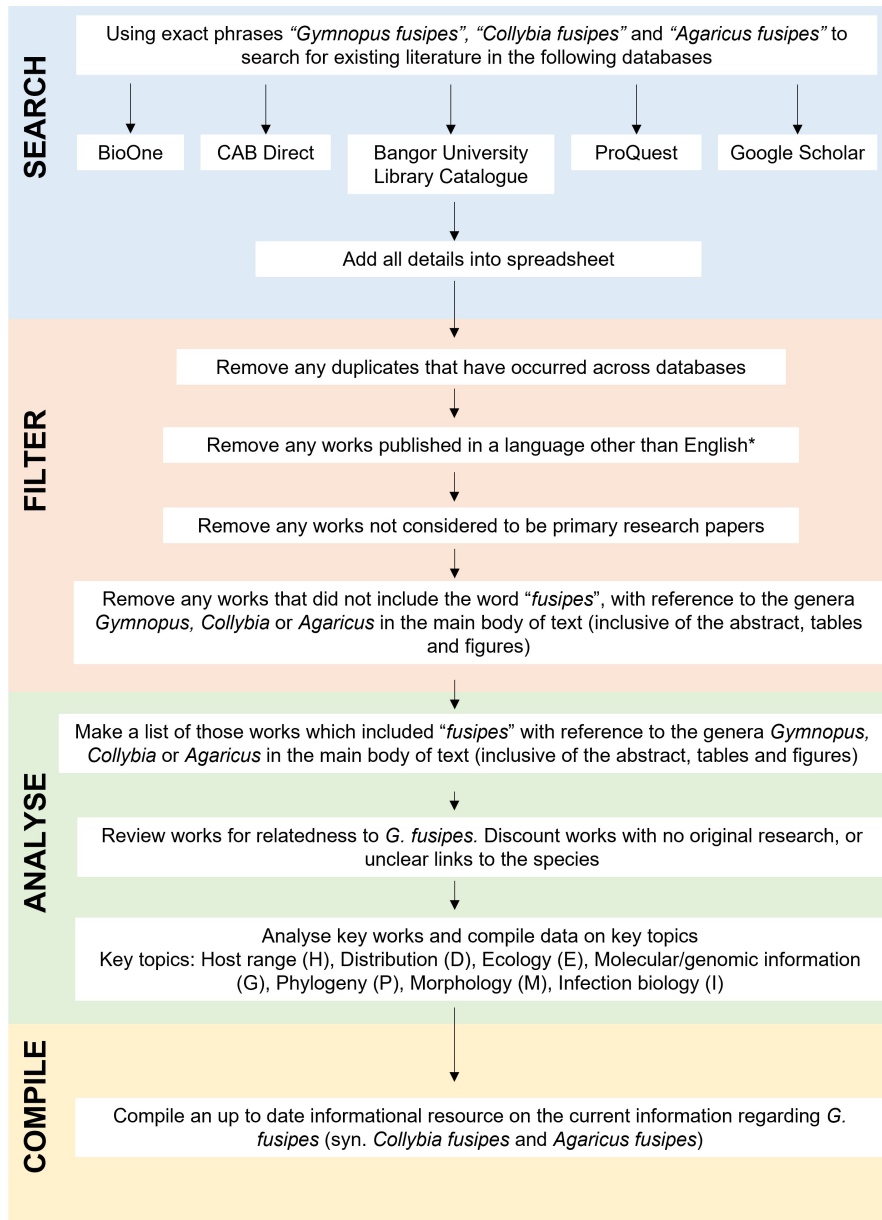 SEARCH
Using exact phrases “Gymnopus fusipes”, “Collybia fusipes” and “Agaricus fusipes” to
search for existing literature in the following databases
BioOne
CAB Direct
Bangor University
Library Catalogue
ProQuest
Google Scholar
Add all details into spreadsheet
FILTER
Remove any duplicates that have occurred across databases
Remove any works published in a language other than English*
Remove any works not considered to be primary research papers
Remove any works that did not include the word “fusipes”, with reference to the genera
Gymnopus, Collybia or Agaricus in the main body of text (inclusive of the abstract, tables
and figures)
ANALYSE
Make a list of those works which included “fusipes” with reference to the genera Gymnopus,
Collybia or Agaricus in the main body of text (inclusive of the abstract, tables and figures)
Review works for relatedness to G. fusipes. Discount works with no original research, or
unclear links to the species
Analyse key works and compile data on key topics
Key topics: Host range (H), Distribution (D), Ecology (E), Molecular/genomic information
(G), Phylogeny (P), Morphology (M), Infection biology (I)
COMPILE
Compile an up to date informational resource on the current information regarding G.
fusipes (syn. Collybia fusipes and Agaricus fusipes)